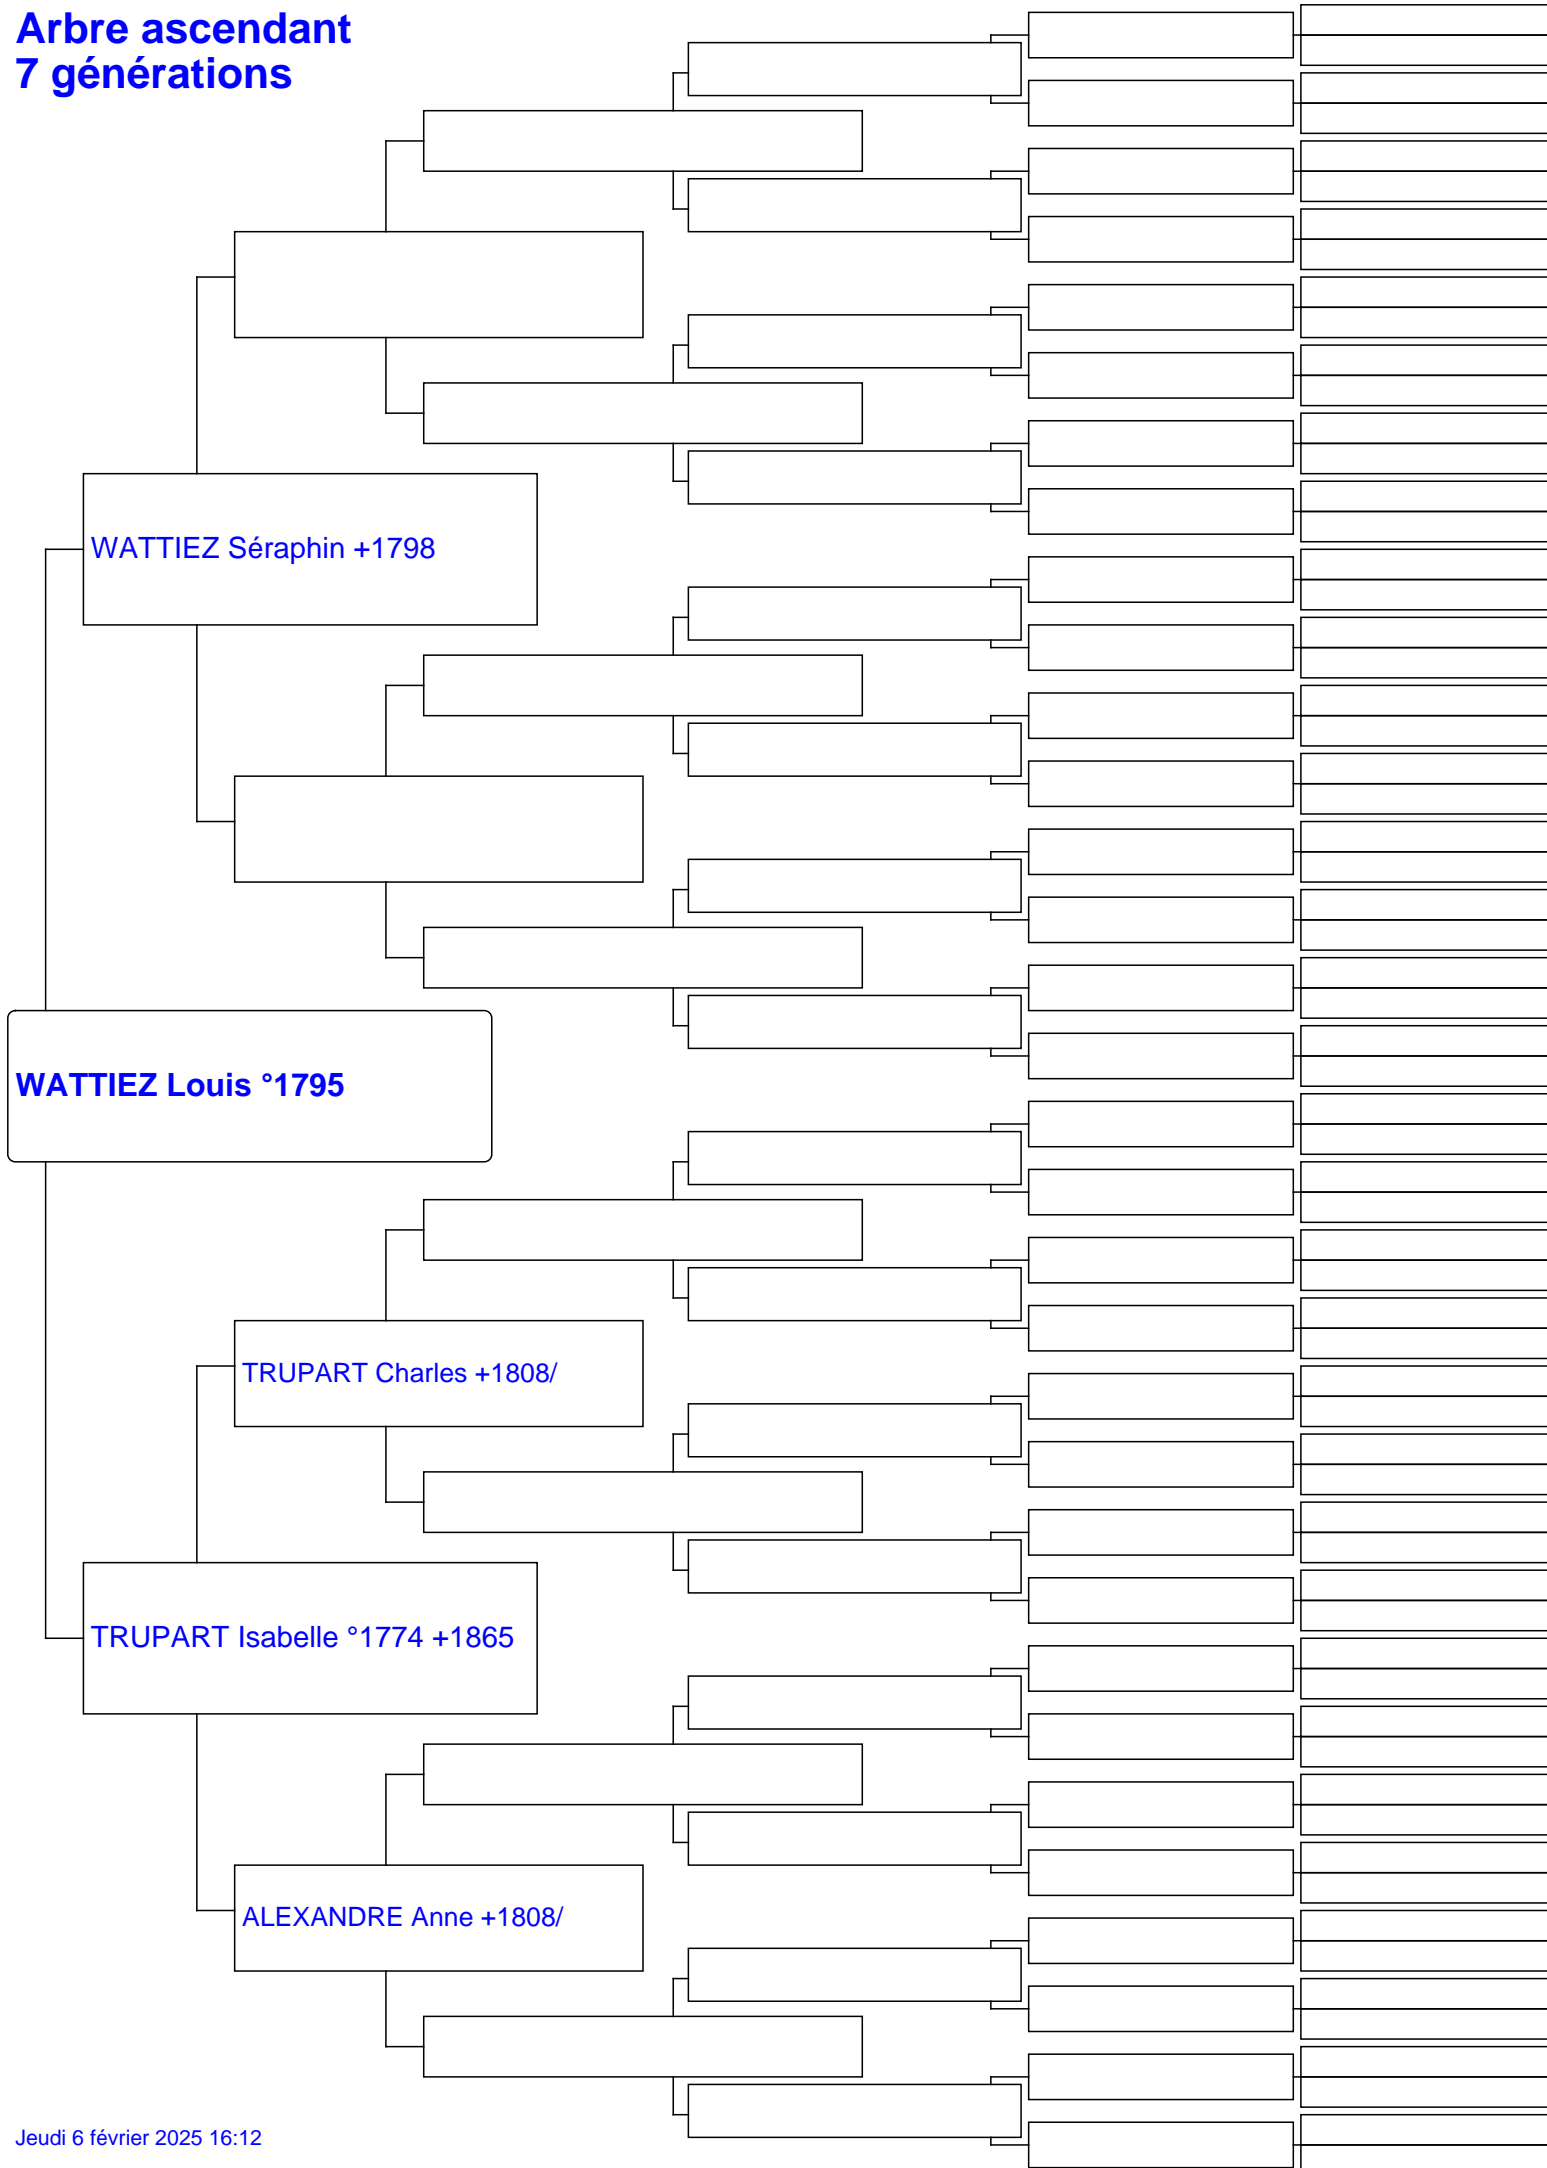 Arbre ascendant
7 générations
WATTIEZ Séraphin +1798
WATTIEZ Louis °1795
TRUPART Charles +1808/
TRUPART Isabelle °1774 +1865
ALEXANDRE Anne +1808/
Jeudi 6 février 2025 16:12